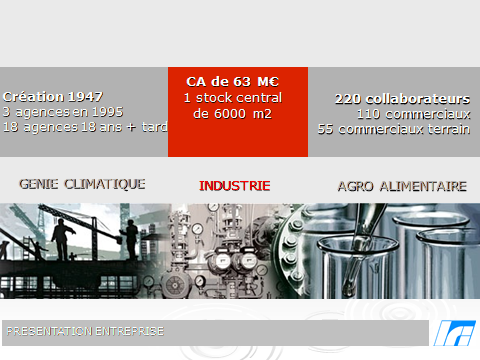 Création 1947
3 agences en 1995
18 agences 18 ans + tard
CA de 63 M€
1 stock central
de 6000 m2
220 collaborateurs
110 commerciaux
55 commerciaux terrain
GENIE CLIMATIQUE
INDUSTRIE
AGRO ALIMENTAIRE
PRESENTATION ENTREPRISE